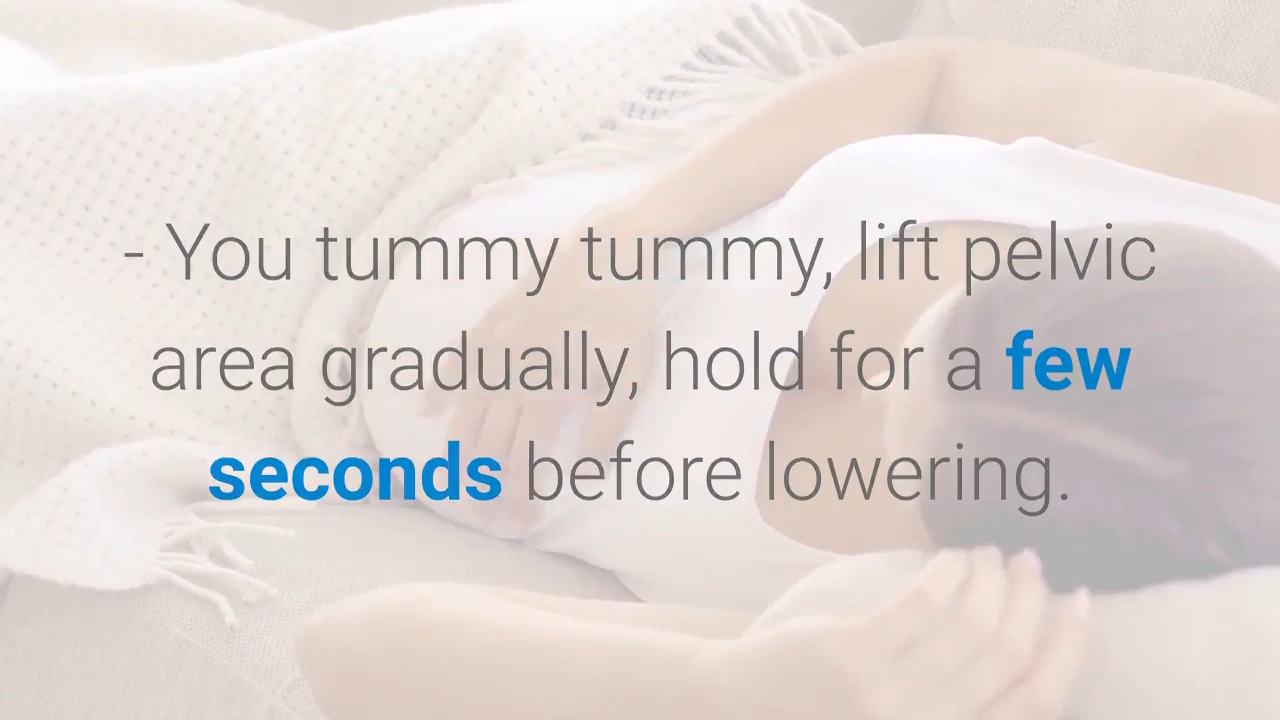 - You tummy tummy, lift pelvic
area gradually, hold for a few
seconds before lowering.